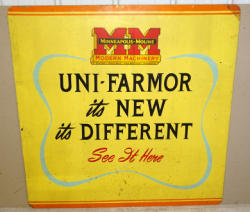 MM
MINNEAPOLIS-MOLINE
MODERN MACHINERY
UNI-FARMOR
its NEW
its DIFFERENT
See It Here